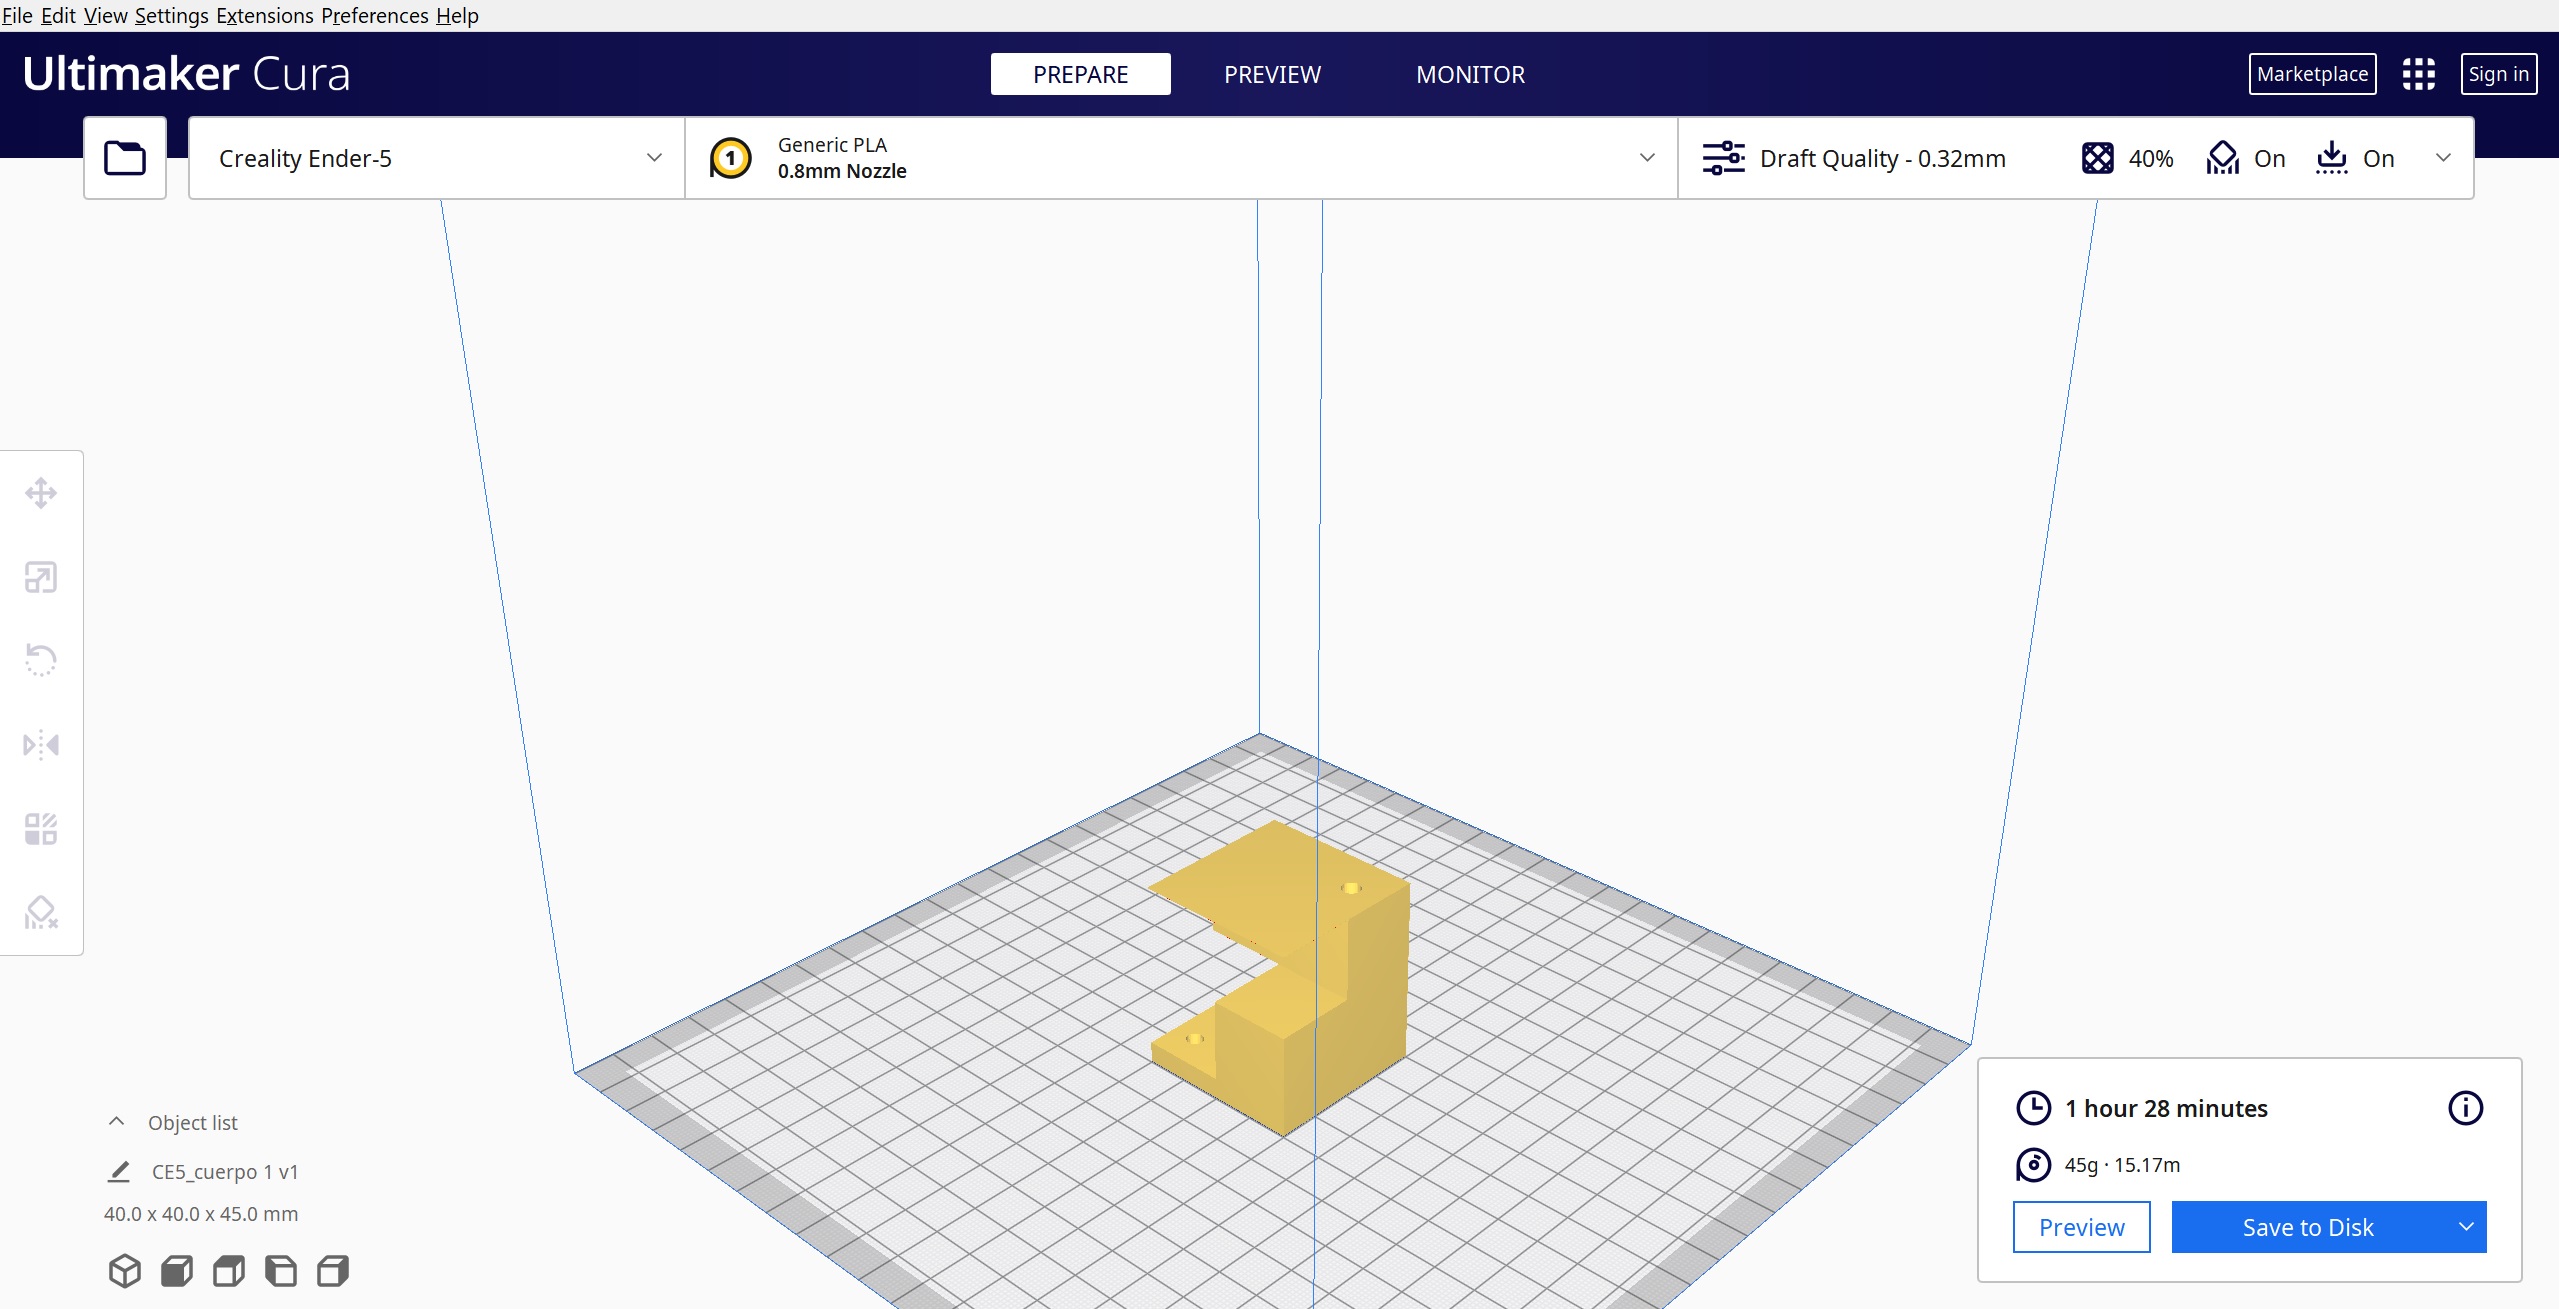 File Edit View Settings Extensions Preferences Help
Ultimaker Cura
PREPARE
PREVIEW
MONITOR
Marketplace
Sign in
Creality Ender-5
1
Generic PLA
0.8mm Nozzle
Draft Quality - 0.32mm
40%
On
On
Object list
CE5_cuerpo 1 v1
40.0 x 40.0 x 45.0 mm
1 hour 28 minutes
45g · 15.17m
Preview
Save to Disk